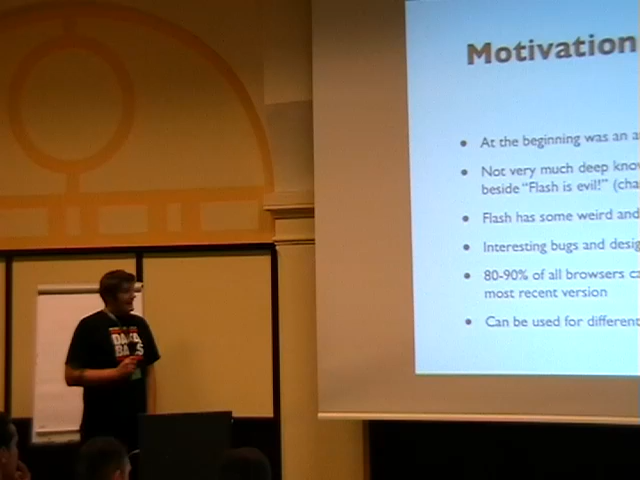 Motivation
At the beginning was an a
Not very much deep know
beside "Flash is evil!" (cha
Flash has some weird and
Interesting bugs and desig
80-90% of all browsers ca
most recent version
Can be used for different